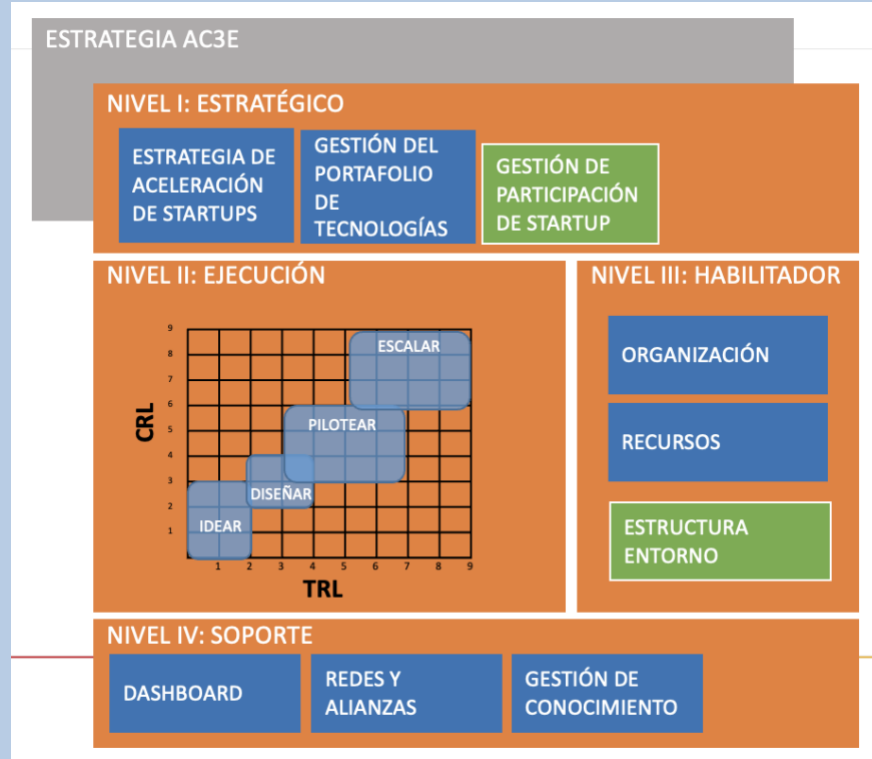 ESTRATEGIA AC3E
NIVEL I: ESTRATÉGICO
ESTRATEGIA DE
ACELERACIÓN
DE STARTUPS
GESTIÓN DEL
PORTAFOLIO
DE
TECNOLOGÍAS
GESTIÓN DE
PARTICIPACIÓN
DE STARTUP
NIVEL II: EJECUCIÓN
CRL
9
8
7
6
5
4
3
2
1
ESCALAR
PILOTEAR
DISEÑAR
IDEAR
1 2 3 4 5 6 7 8 9
TRL
NIVEL III: HABILITADOR
ORGANIZACIÓN
RECURSOS
ESTRUCTURA
ENTORNO
NIVEL IV: SOPORTE
DASHBOARD
REDES Y
ALIANZAS
GESTIÓN DE
CONOCIMIENTO